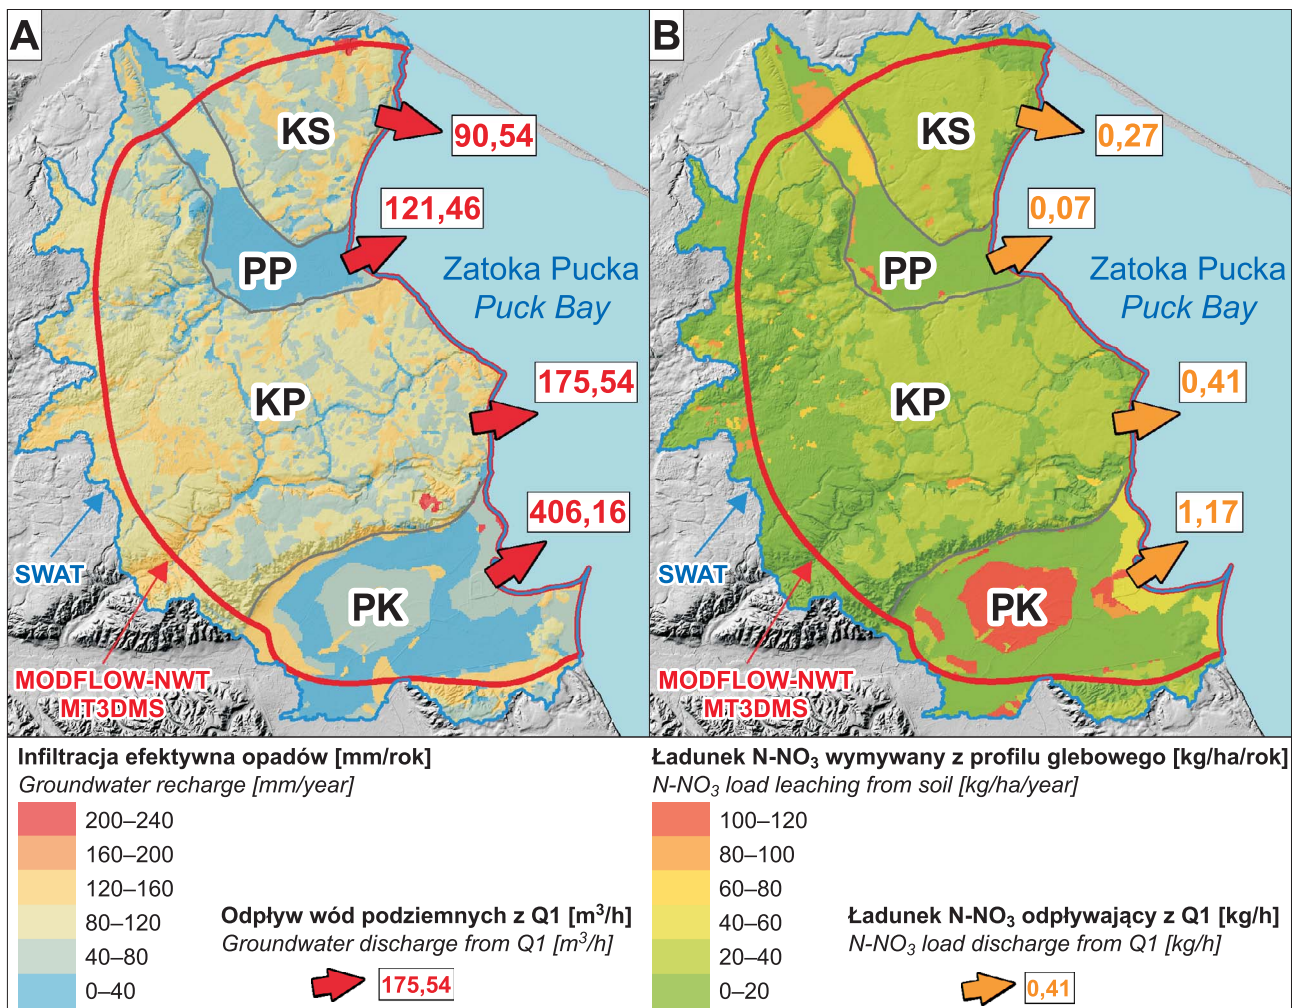 A
KS
90,54
121,46
PP
Zatoka Pucka
Puck Bay
175,54
KP
406,16
SWAT
PK
MODFLOW-NWT
MT3DMS
Infiltracja efektywna opadów [mm/rok]
Groundwater recharge [mm/year]
200–240
160–200
120–160
80–120
40–80
0–40
Odpływ wód podziemnych z Q1 [m³/h]
Groundwater discharge from Q1 [m³/h]
175,54
B
KS
0,27
0,07
PP
Zatoka Pucka
Puck Bay
0,41
KP
1,17
SWAT
PK
MODFLOW-NWT
MT3DMS
Ładunek N-NO₃ wymywany z profilu glebowego [kg/ha/rok]
N-NO₃ load leaching from soil [kg/ha/year]
100–120
80–100
60–80
40–60
20–40
0–20
Ładunek N-NO₃ odpływający z Q1 [kg/h]
N-NO₃ load discharge from Q1 [kg/h]
0,41